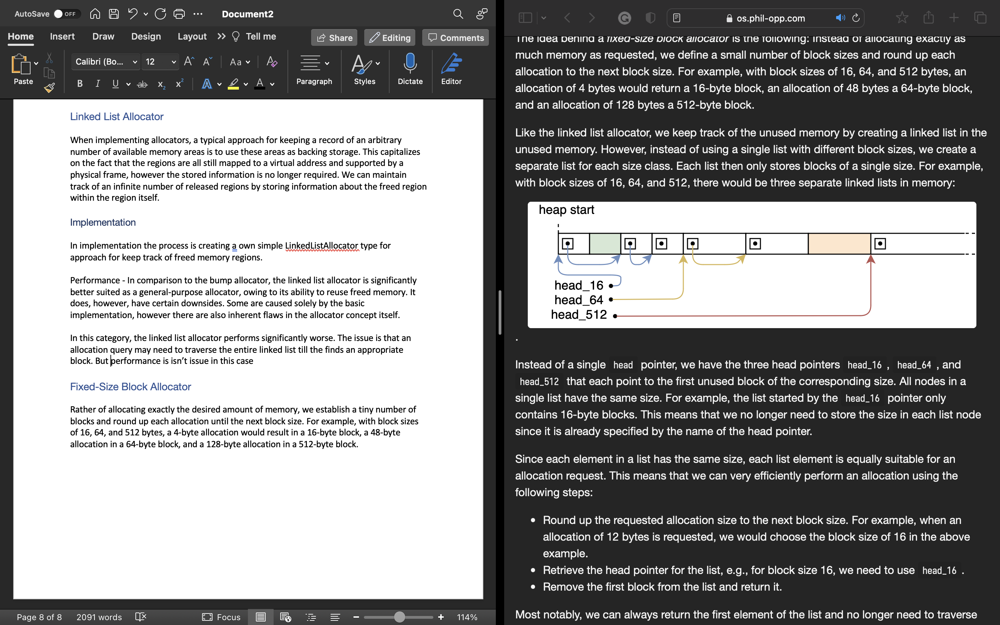 AutoSave OFF Document2
Home Insert Draw Design Layout Tell me Share Editing Comments
Calibri (Bo... 12 Aa
Paste B I U ab x₂ x² A A Paragraph Styles Dictate Editor
Linked List Allocator
When implementing allocators, a typical approach for keeping a record of an arbitrary
number of available memory areas is to use these areas as backing storage. This capitalizes
on the fact that the regions are all still mapped to a virtual address and supported by a
physical frame, however the stored information is no longer required. We can maintain
track of an infinite number of released regions by storing information about the freed region
within the region itself.
Implementation
In implementation the process is creating a own simple LinkedListAllocator type for
approach for keep track of freed memory regions.
Performance - In comparison to the bump allocator, the linked list allocator is significantly
better suited as a general-purpose allocator, owing to its ability to reuse freed memory. It
does, however, have certain downsides. Some are caused solely by the basic
implementation, however there are also inherent flaws in the allocator concept itself.
In this category, the linked list allocator performs significantly worse. The issue is that an
allocation query may need to traverse the entire linked list till the finds an appropriate
block. But performance is isn’t issue in this case
Fixed-Size Block Allocator
Rather of allocating exactly the desired amount of memory, we establish a tiny number of
blocks and round up each allocation until the next block size. For example, with block sizes
of 16, 64, and 512 bytes, a 4-byte allocation would result in a 16-byte block, a 48-byte
allocation in a 64-byte block, and a 128-byte allocation in a 512-byte block.
Page 8 of 8 2091 words Focus 114%
os.phil-opp.com
The idea behind a fixed-size block allocator is the following: Instead of allocating exactly as
much memory as requested, we define a small number of block sizes and round up each
allocation to the next block size. For example, with block sizes of 16, 64, and 512 bytes, an
allocation of 4 bytes would return a 16-byte block, an allocation of 48 bytes a 64-byte block,
and an allocation of 128 bytes a 512-byte block.
Like the linked list allocator, we keep track of the unused memory by creating a linked list in the
unused memory. However, instead of using a single list with different block sizes, we create a
separate list for each size class. Each list then only stores blocks of a single size. For example,
with block sizes of 16, 64, and 512, there would be three separate linked lists in memory:
heap start
head_16
head_64
head_512
.
Instead of a single head pointer, we have the three head pointers head_16 , head_64 , and
head_512 that each point to the first unused block of the corresponding size. All nodes in a
single list have the same size. For example, the list started by the head_16 pointer only
contains 16-byte blocks. This means that we no longer need to store the size in each list node
since it is already specified by the name of the head pointer.
Since each element in a list has the same size, each list element is equally suitable for an
allocation request. This means that we can very efficiently perform an allocation using the
following steps:
• Round up the requested allocation size to the next block size. For example, when an
allocation of 12 bytes is requested, we would choose the block size of 16 in the above
example.
• Retrieve the head pointer for the list, e.g., for block size 16, we need to use head_16 .
• Remove the first block from the list and return it.
Most notably, we can always return the first element of the list and no longer need to traverse